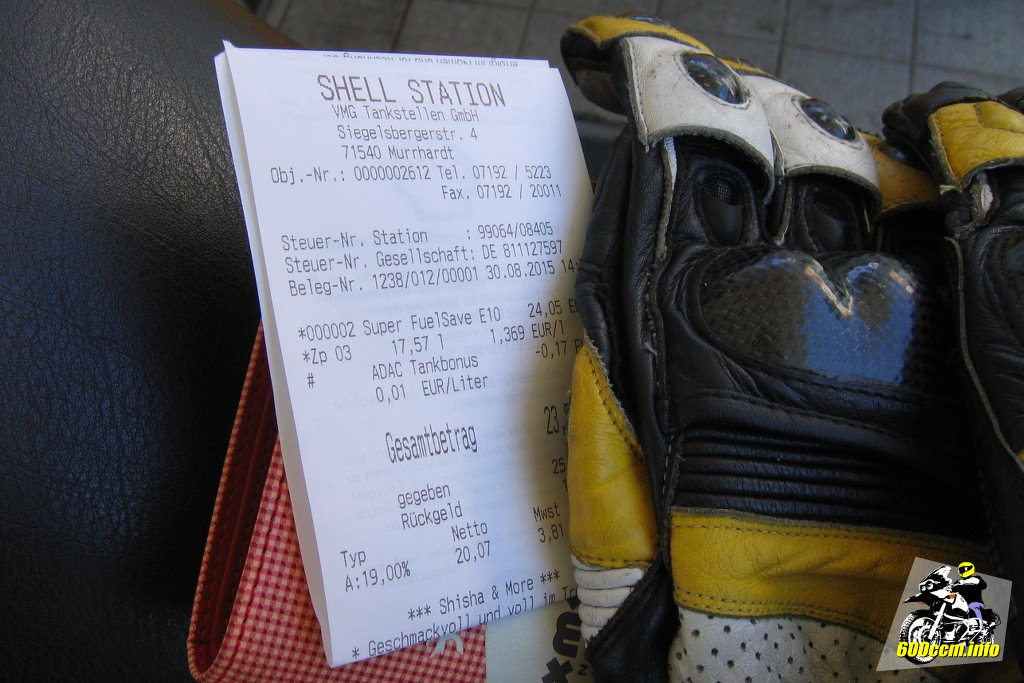 SHELL STATION
VMG Tankstellen GmbH
Siegelsbergerstr. 4
71540 Murrhardt
Obj.-Nr.: 0000002612 Tel. 07192 / 5223
Fax. 07192 / 20011
Steuer-Nr. Station : 99064/08405
Steuer-Nr. Gesellschaft: DE 811127597
Beleg-Nr. 1238/012/00001 30.08.2015 14:
*000002 Super FuelSave E10 24,05 E
*Zp 03 17,57 l 1,369 EUR/l
# ADAC Tankbonus -0,17 E
0,01 EUR/Liter
Gesamtbetrag 23,
gegeben 25
Rückgeld
Typ Netto Mwst
A:19,00% 20,07 3,81
*** Shisha & More ***
* Geschmackvoll und voll im Tr
600ccm.info